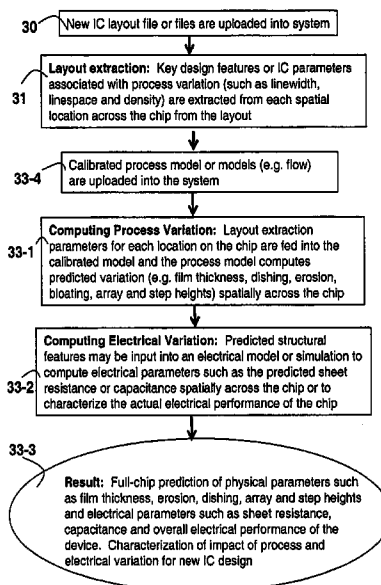 30
New IC layout file or files are uploaded into system
Layout extraction: Key design features or IC parameters
associated with process variation (such as linewidth,
linespace and density) are extracted from each spatial
location across the chip from the layout
31
Calibrated process model or models (e.g. flow)
are uploaded into the system
33-4
Computing Process Variation: Layout extraction
parameters for each location on the chip are fed into the
calibrated model and the process model computes
predicted variation (e.g. film thickness, dishing, erosion,
bloating, array and step heights) spatially across the chip
33-1
Computing Electrical Variation: Predicted structural
features may be input into an electrical model or simulation to
compute electrical parameters such as the predicted sheet
resistance or capacitance spatially across the chip or to
characterize the actual electrical performance of the chip
33-2
33-3
Result: Full-chip prediction of physical parameters such
as film thickness, erosion, dishing, array and step heights
and electrical parameters such as sheet resistance,
capacitance and overall electrical performance of the
device. Characterization of impact of process and
electrical variation for new IC design